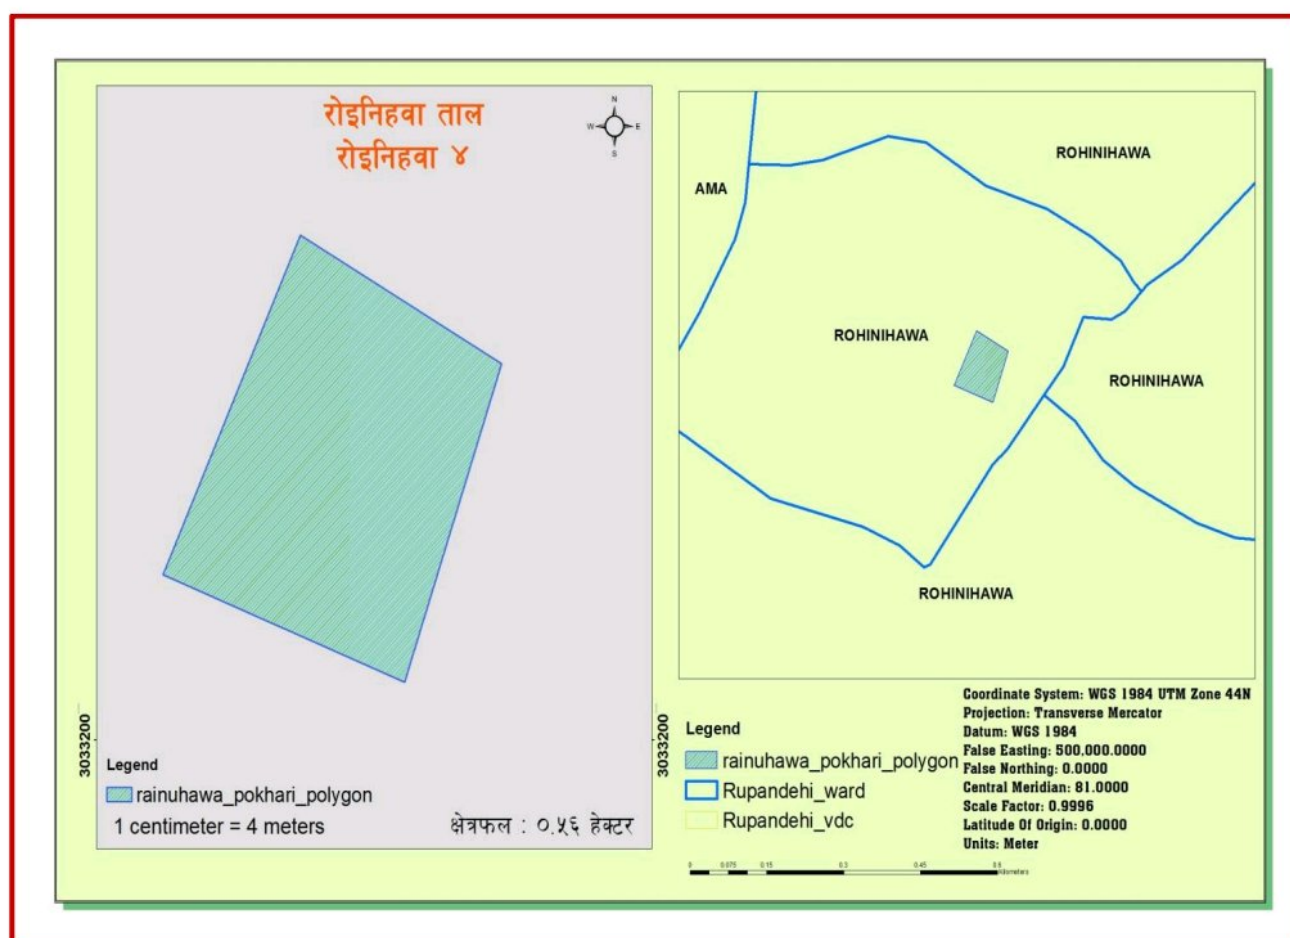 रोइनिहवा ताल
रोइनिहवा ४
N
W E
S
3033200
3033200
Legend
rainuhawa_pokhari_polygon
1 centimeter = 4 meters
क्षेत्रफल : ०.५६ हेक्टर
ROHINIHAWA
AMA
ROHINIHAWA
ROHINIHAWA
ROHINIHAWA
Legend
rainuhawa_pokhari_polygon
Rupandehi_ward
Rupandehi_vdc
Coordinate System: WGS 1984 UTM Zone 44N
Projection: Transverse Mercator
Datum: WGS 1984
False Easting: 500,000.0000
False Northing: 0.0000
Central Meridian: 81.0000
Scale Factor: 0.9996
Latitude Of Origin: 0.0000
Units: Meter
0 0.075 0.15 0.3 0.45 0.6
Kilometers